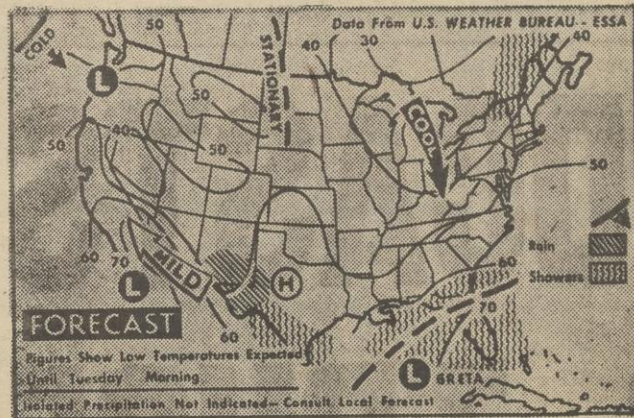 Data From U.S. WEATHER BUREAU - ESSA
COLD
L
50
50
STATIONARY
40
30
40
50
COOL
50
40
50
50
50
60
70
MILD
L
H
60
60
70
Rain
Showers
L GRETA
FORECAST
Figures Show Low Temperatures Expected
Until Tuesday Morning
Isolated Precipitation Not Indicated— Consult Local Forecast